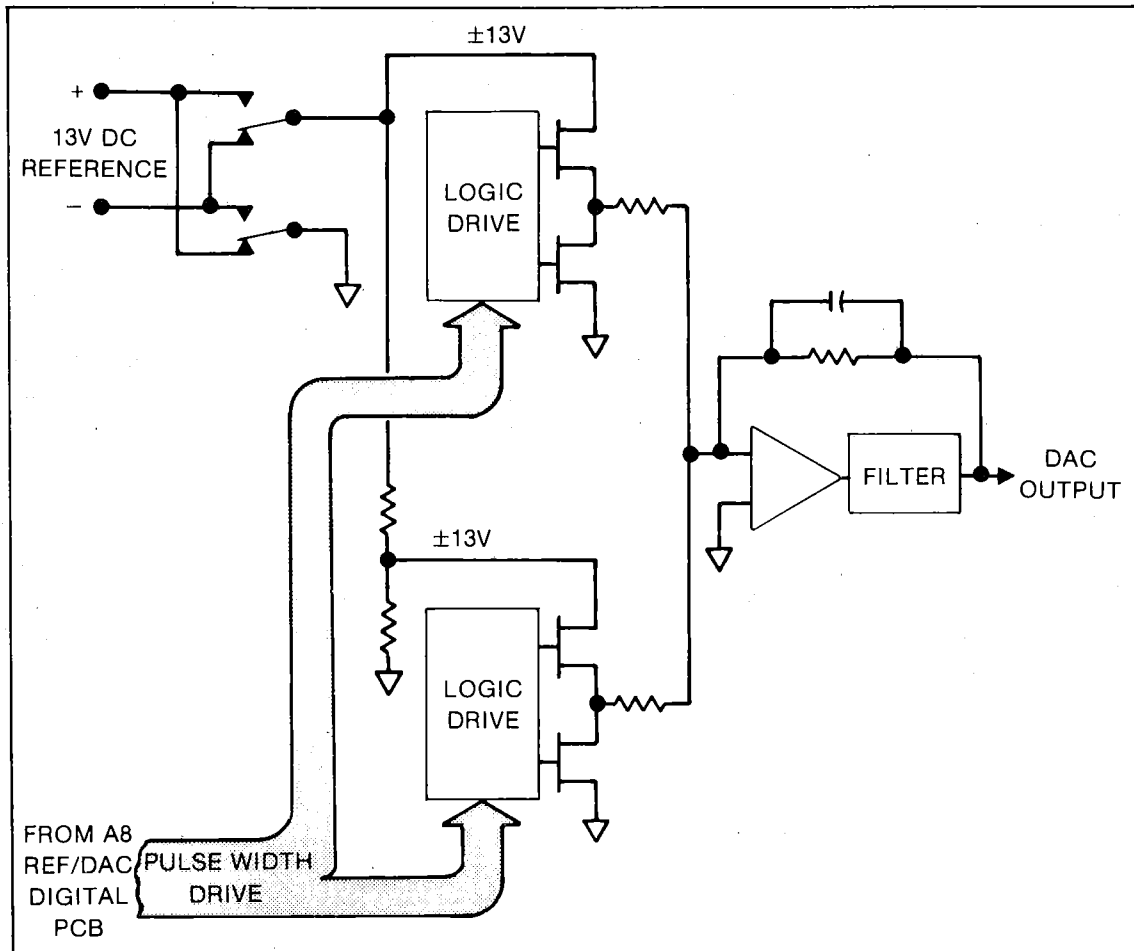 ±13V
+
13V DC
REFERENCE
−
LOGIC
DRIVE
FILTER
DAC
OUTPUT
±13V
LOGIC
DRIVE
FROM A8
REF/DAC
DIGITAL
PCB
PULSE WIDTH
DRIVE